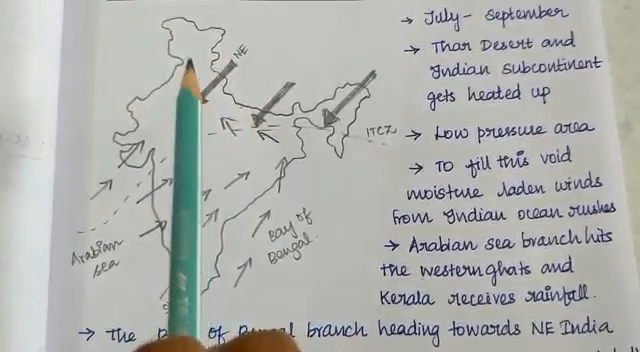 → July - September
→ Thar Desert and
Indian subcontinent
gets heated up
→ Low pressure area
→ To fill this void
moisture laden winds
from Indian ocean rushes
→ Arabian sea branch hits
the western ghats and
Kerala receives rainfall.
→ The of branch heading towards NE India
NE
ITCZ
Arabian
sea
Bay of
Bengal.